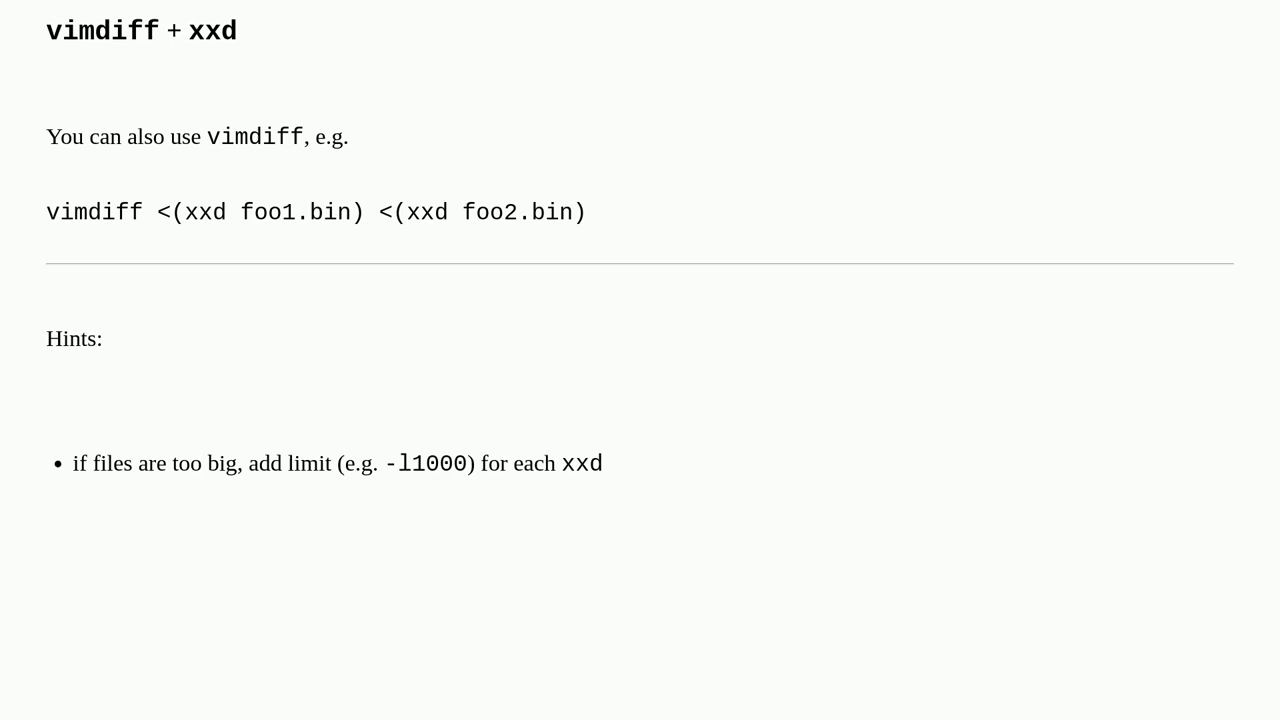 vimdiff + xxd
You can also use vimdiff, e.g.
vimdiff <(xxd foo1.bin) <(xxd foo2.bin)
Hints:
• if files are too big, add limit (e.g. -l1000) for each xxd